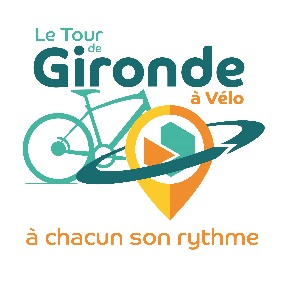 Le Tour
de
Gironde
à Vélo
à chacun son rythme